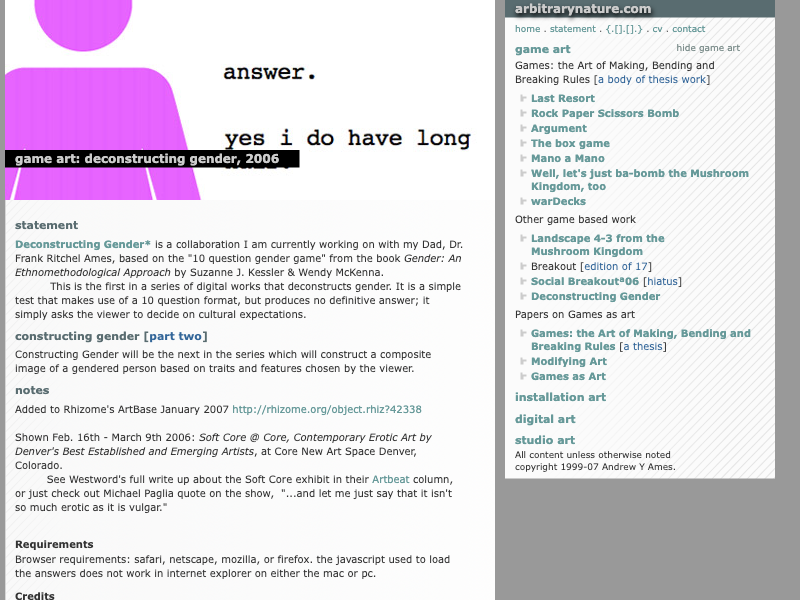 answer.
yes i do have long
game art: deconstructing gender, 2006
statement
Deconstructing Gender* is a collaboration I am currently working on with my Dad, Dr.
Frank Ritchel Ames, based on the "10 question gender game" from the book Gender: An
Ethnomethodological Approach by Suzanne J. Kessler & Wendy McKenna.
This is the first in a series of digital works that deconstructs gender. It is a simple
test that makes use of a 10 question format, but produces no definitive answer; it
simply asks the viewer to decide on cultural expectations.
constructing gender [part two]
Constructing Gender will be the next in the series which will construct a composite
image of a gendered person based on traits and features chosen by the viewer.
notes
Added to Rhizome's ArtBase January 2007 http://rhizome.org/object.rhiz?42338
Shown Feb. 16th - March 9th 2006: Soft Core @ Core, Contemporary Erotic Art by
Denver's Best Established and Emerging Artists, at Core New Art Space Denver,
Colorado.
See Westword's full write up about the Soft Core exhibit in their Artbeat column,
or just check out Michael Paglia quote on the show,  "...and let me just say that it isn't
so much erotic as it is vulgar."
Requirements
Browser requirements: safari, netscape, mozilla, or firefox. the javascript used to load
the answers does not work in internet explorer on either the mac or pc.
Credits
arbitrarynature.com
home . statement . {.[].[].} . cv . contact
game art hide game art
Games: the Art of Making, Bending and
Breaking Rules [a body of thesis work]
Last Resort
Rock Paper Scissors Bomb
Argument
The box game
Mano a Mano
Well, let's just ba-bomb the Mushroom
Kingdom, too
warDecks
Other game based work
Landscape 4-3 from the
Mushroom Kingdom
Breakout [edition of 17]
Social Breakoutª06 [hiatus]
Deconstructing Gender
Papers on Games as art
Games: the Art of Making, Bending and
Breaking Rules [a thesis]
Modifying Art
Games as Art
installation art
digital art
studio art
All content unless otherwise noted
copyright 1999-07 Andrew Y Ames.